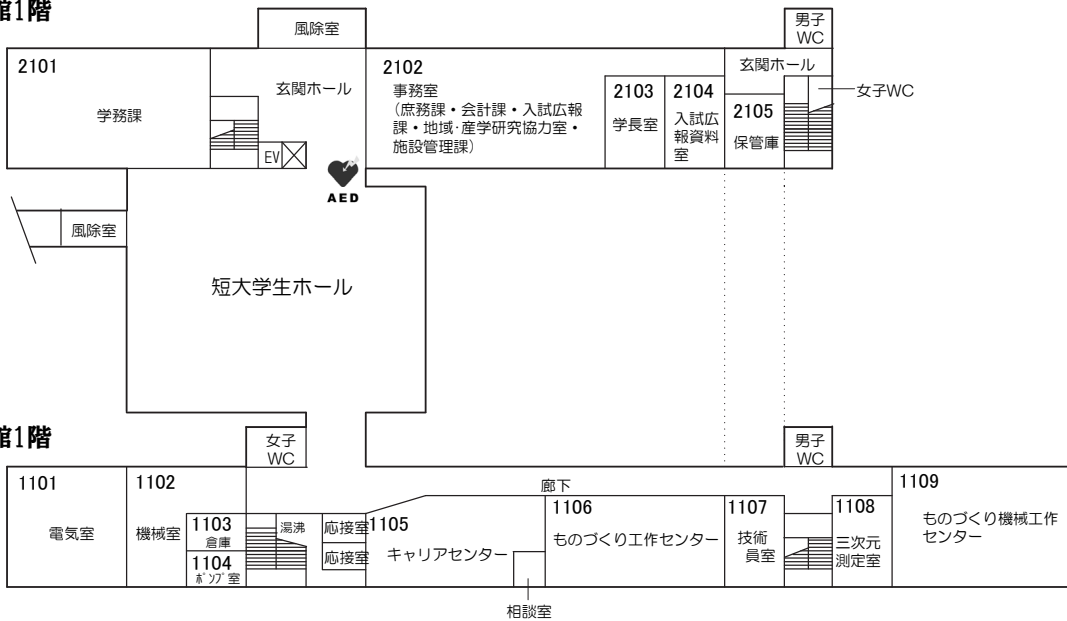 館1階
風除室
男子
WC
2101
学務課
玄関ホール
EV
AED
2102
事務室
(庶務課・会計課・入試広報
課・地域・産学研究協力室・
施設管理課)
2103
学長室
2104
入試広
報資料
室
玄関ホール
2105
保管庫
女子WC
風除室
短大学生ホール
館1階
女子
WC
男子
WC
1101
電気室
1102
機械室
1103
倉庫
1104
ポンプ室
湯沸
応接室
応接室
廊下
1105
キャリアセンター
相談室
1106
ものづくり工作センター
1107
技術
員室
1108
三次元
測定室
1109
ものづくり機械工作
センター